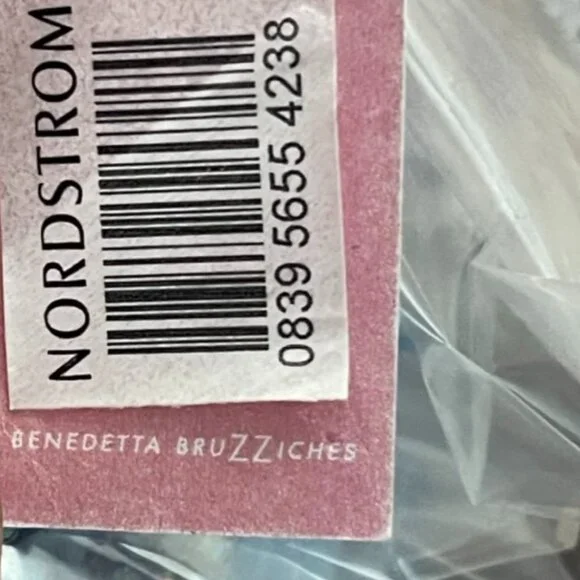 NORDSTROM
0839 5655 4238
BENEDETTA BRUZZICHES